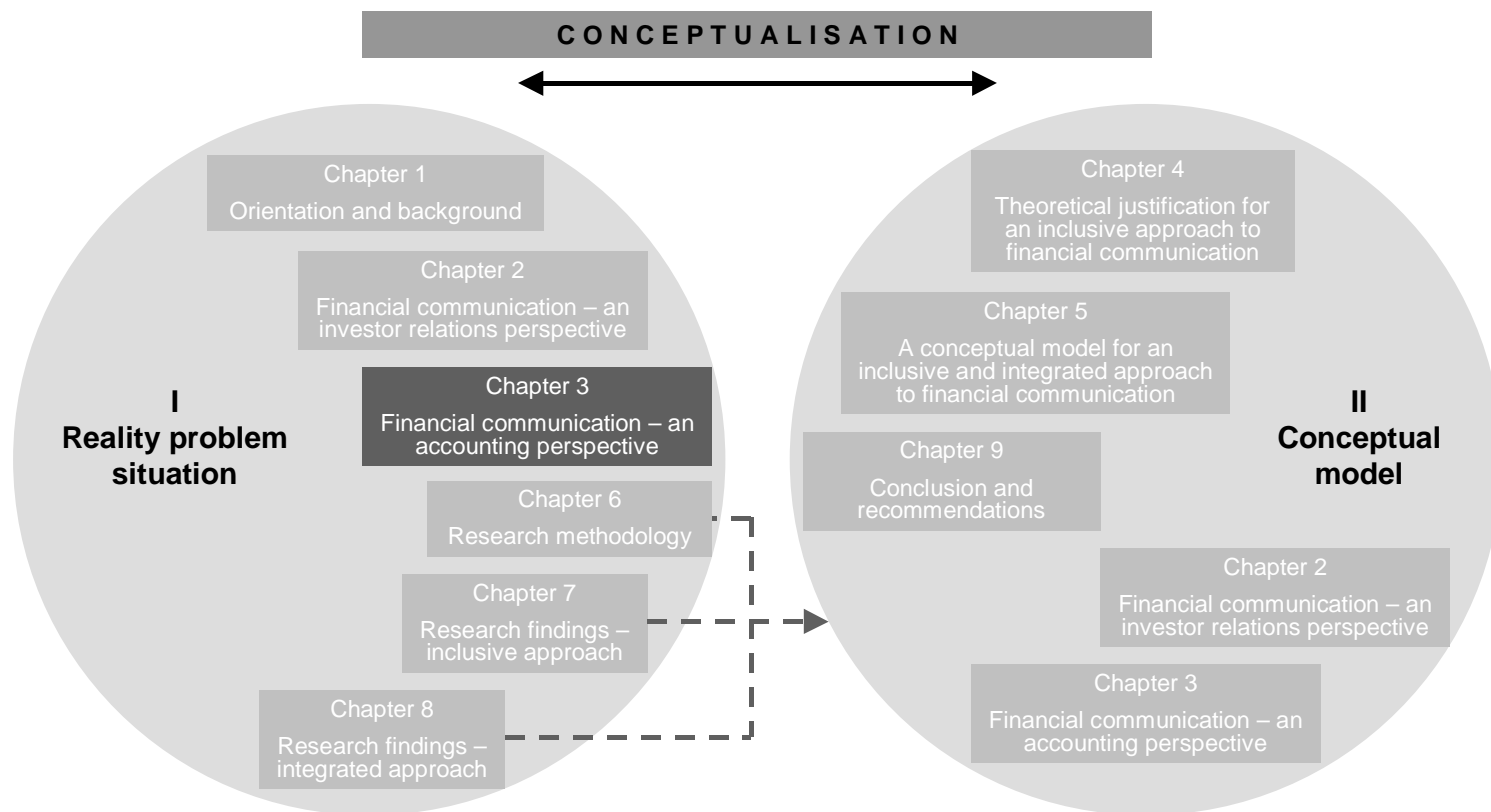 CONCEPTUALISATION
Chapter 1
Orientation and background
Chapter 2
Financial communication – an
investor relations perspective
Chapter 3
Financial communication – an
accounting perspective
I
Reality problem
situation
Chapter 6
Research methodology
Chapter 7
Research findings –
inclusive approach
Chapter 8
Research findings –
integrated approach
Chapter 4
Theoretical justification for
an inclusive approach to
financial communication
Chapter 5
A conceptual model for an
inclusive and integrated approach
to financial communication
II
Conceptual
model
Chapter 9
Conclusion and
recommendations
Chapter 2
Financial communication – an
investor relations perspective
Chapter 3
Financial communication – an
accounting perspective